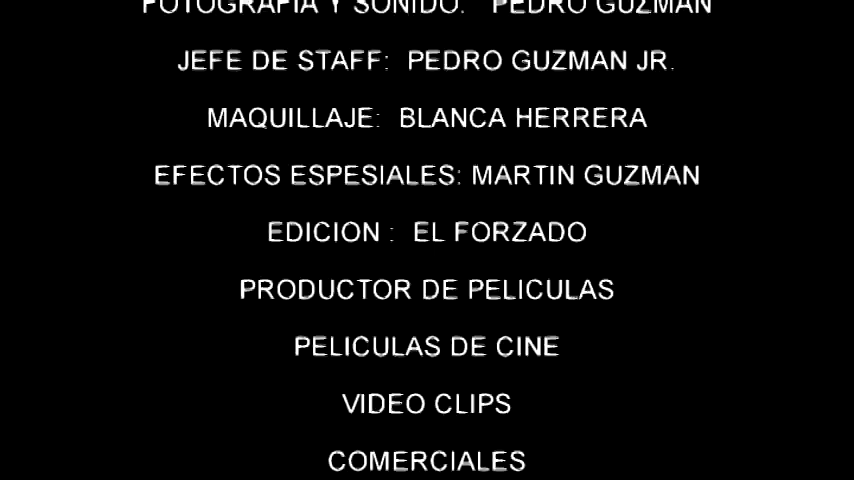 FOTOGRAFIA Y SONIDO: PEDRO GUZMAN
JEFE DE STAFF: PEDRO GUZMAN JR.
MAQUILLAJE: BLANCA HERRERA
EFECTOS ESPESIALES: MARTIN GUZMAN
EDICION : EL FORZADO
PRODUCTOR DE PELICULAS
PELICULAS DE CINE
VIDEO CLIPS
COMERCIALES